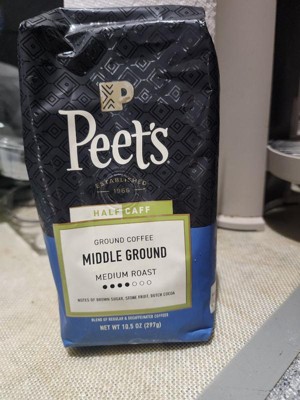 P
Peet's
ESTABLISHED
1966
HALF CAFF
GROUND COFFEE
MIDDLE GROUND
MEDIUM ROAST
NOTES OF BROWN SUGAR, STONE FRUIT, DUTCH COCOA
BLEND OF REGULAR & DECAFFEINATED COFFEES
NET WT 10.5 OZ (297g)